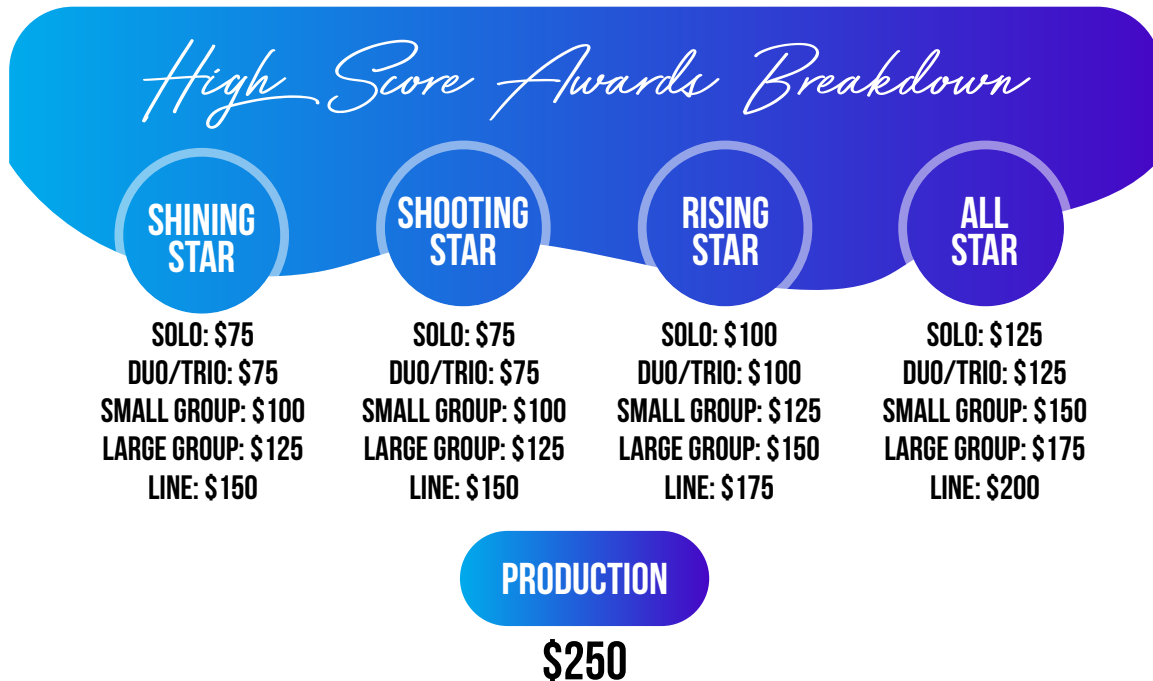 High Score Awards Breakdown
SHINING
STAR
SOLO: $75
DUO/TRIO: $75
SMALL GROUP: $100
LARGE GROUP: $125
LINE: $150
SHOOTING
STAR
SOLO: $75
DUO/TRIO: $75
SMALL GROUP: $100
LARGE GROUP: $125
LINE: $150
RISING
STAR
SOLO: $100
DUO/TRIO: $100
SMALL GROUP: $125
LARGE GROUP: $150
LINE: $175
ALL
STAR
SOLO: $125
DUO/TRIO: $125
SMALL GROUP: $150
LARGE GROUP: $175
LINE: $200
PRODUCTION
$250